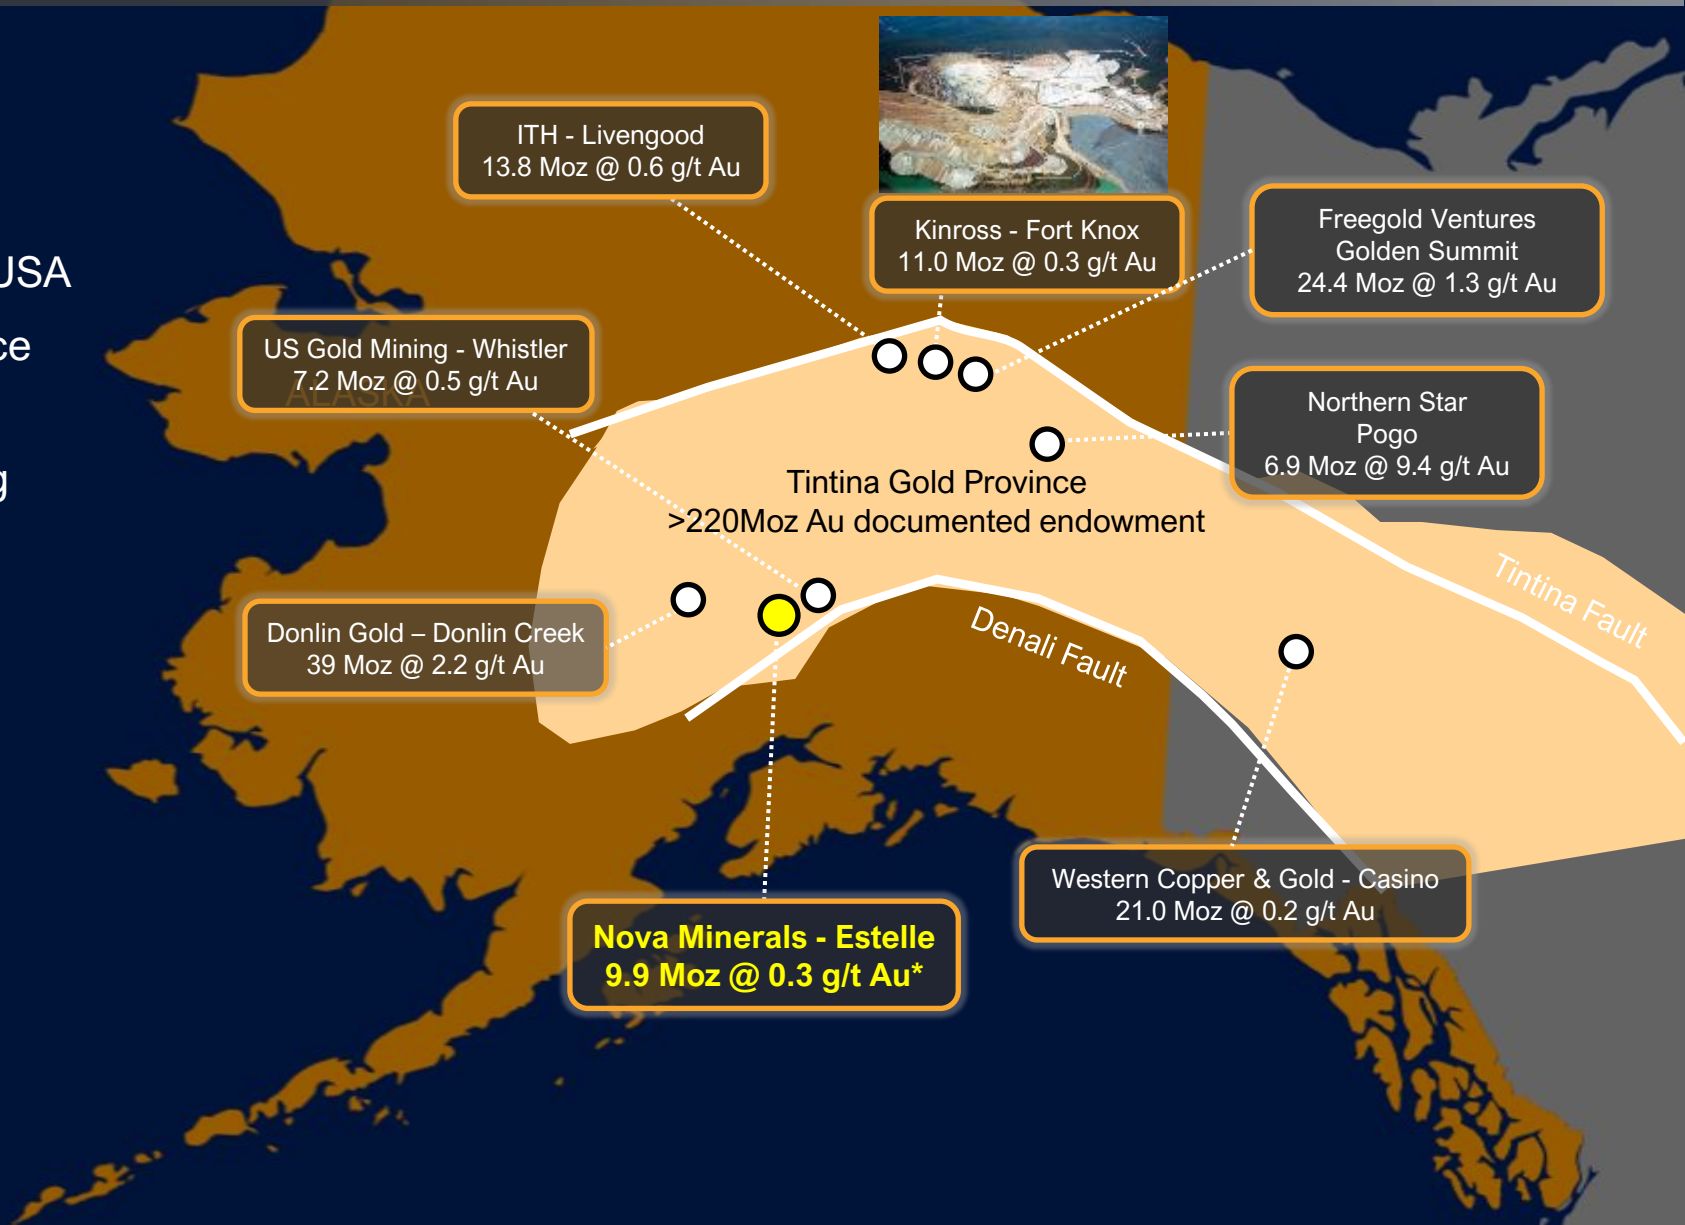 ITH - Livengood
13.8 Moz @ 0.6 g/t Au
Kinross - Fort Knox
11.0 Moz @ 0.3 g/t Au
Freegold Ventures
Golden Summit
24.4 Moz @ 1.3 g/t Au
USA
US Gold Mining - Whistler
7.2 Moz @ 0.5 g/t Au
ALASKA
Northern Star
Pogo
6.9 Moz @ 9.4 g/t Au
Tintina Gold Province
>220Moz Au documented endowment
Tintina Fault
Denali Fault
Donlin Gold – Donlin Creek
39 Moz @ 2.2 g/t Au
Western Copper & Gold - Casino
21.0 Moz @ 0.2 g/t Au
Nova Minerals - Estelle
9.9 Moz @ 0.3 g/t Au*